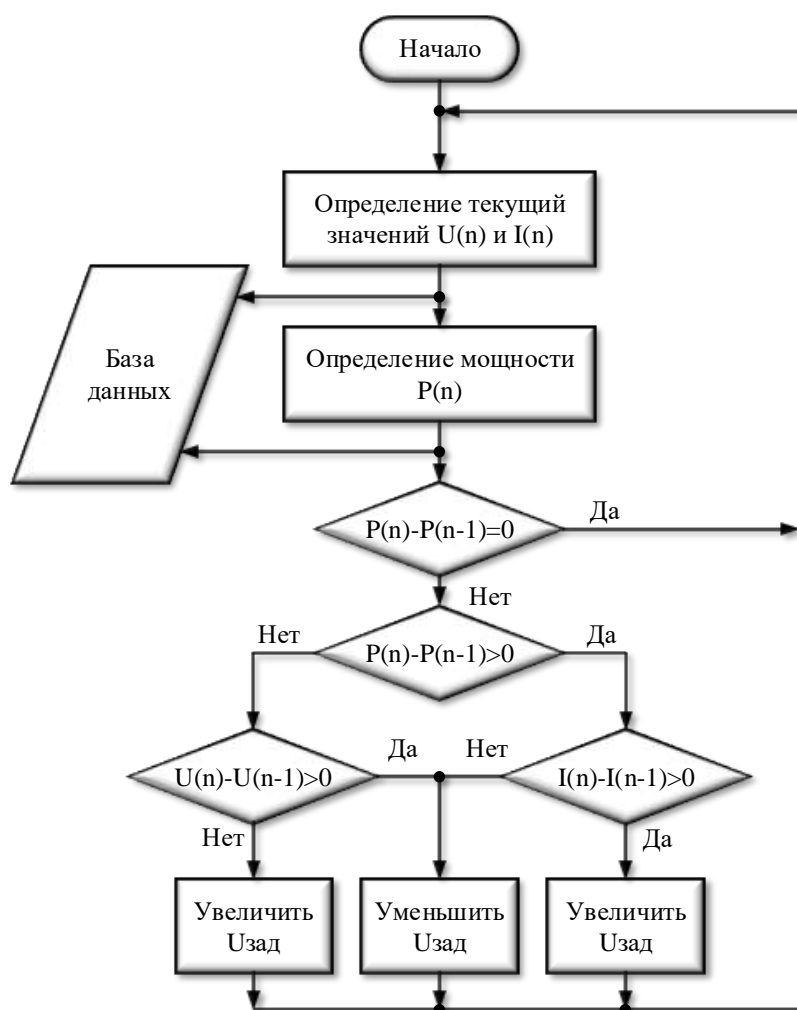 Начало
Определение текущий
значений U(n) и I(n)
База
данных
Определение мощности
P(n)
P(n)-P(n-1)=0
Да
Нет
P(n)-P(n-1)>0
Нет
Да
U(n)-U(n-1)>0
Да
Нет
I(n)-I(n-1)>0
Нет
Да
Увеличить
Uзад
Уменьшить
Uзад
Увеличить
Uзад